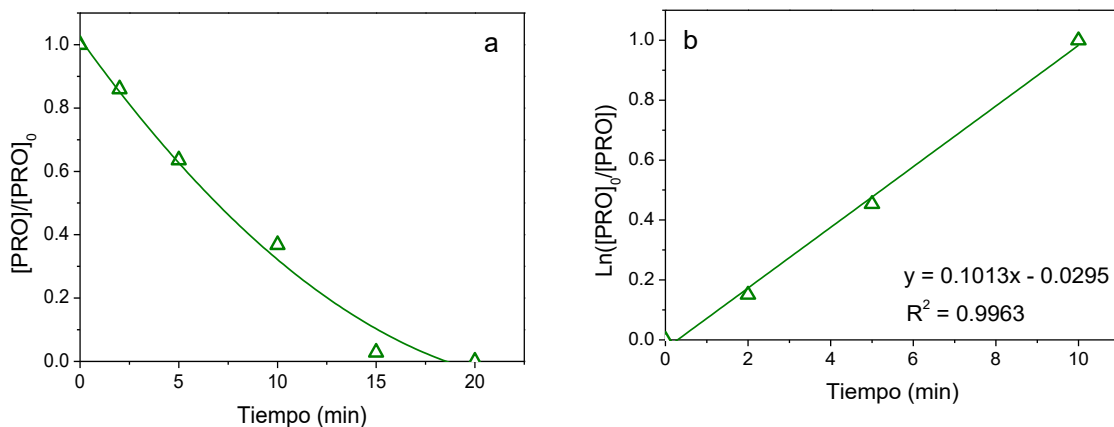 a
1.0
0.8
0.6
0.4
0.2
0.0
[PRO]/[PRO]0
0 5 10 15 20
Tiempo (min)
b
1.0
0.8
0.6
0.4
0.2
0.0
Ln([PRO]0/[PRO])
y = 0.1013x - 0.0295
R2 = 0.9963
0 2 4 6 8 10
Tiempo (min)